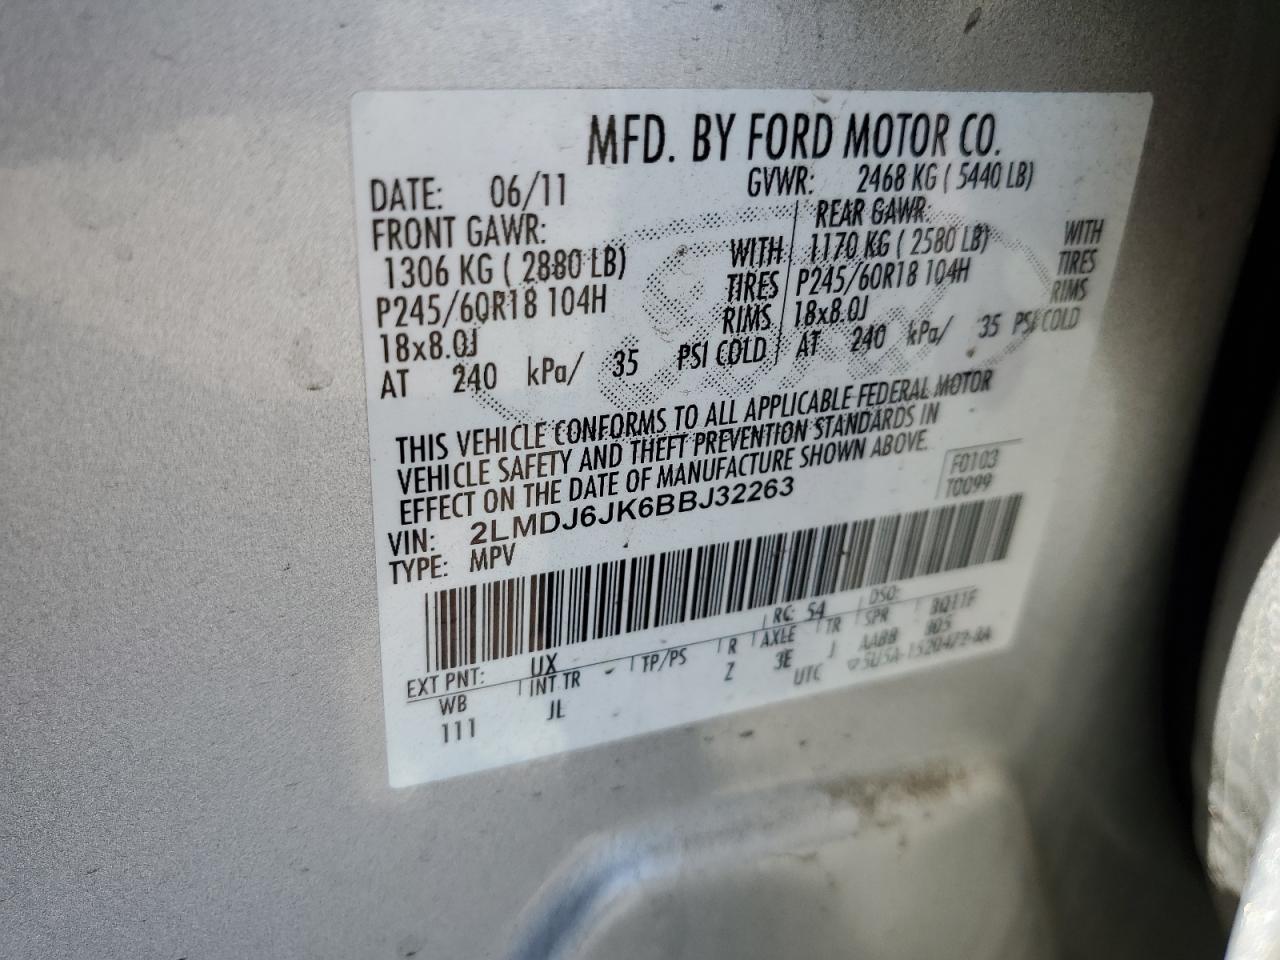 MFD. BY FORD MOTOR CO.
DATE: 06/11 GVWR: 2468 KG ( 5440 LB)
FRONT GAWR: REAR GAWR:
1306 KG ( 2880 LB) WITH 1170 KG ( 2580 LB) WITH
P245/60R18 104H TIRES P245/60R18 104H TIRES
18x8.0J RIMS 18x8.0J RIMS
AT 240 kPa/ 35 PSI COLD AT 240 kPa/ 35 PSI COLD
THIS VEHICLE CONFORMS TO ALL APPLICABLE FEDERAL MOTOR
VEHICLE SAFETY AND THEFT PREVENTION STANDARDS IN
EFFECT ON THE DATE OF MANUFACTURE SHOWN ABOVE.
F0103
T0099
VIN: 2LMDJ6JK6BBJ32263
TYPE: MPV
EXT PNT: UX RC: 54 DSO:
WB INT TR TP/PS R AXLE TR SPR
111 JL - Z 3E J AABB
UTC